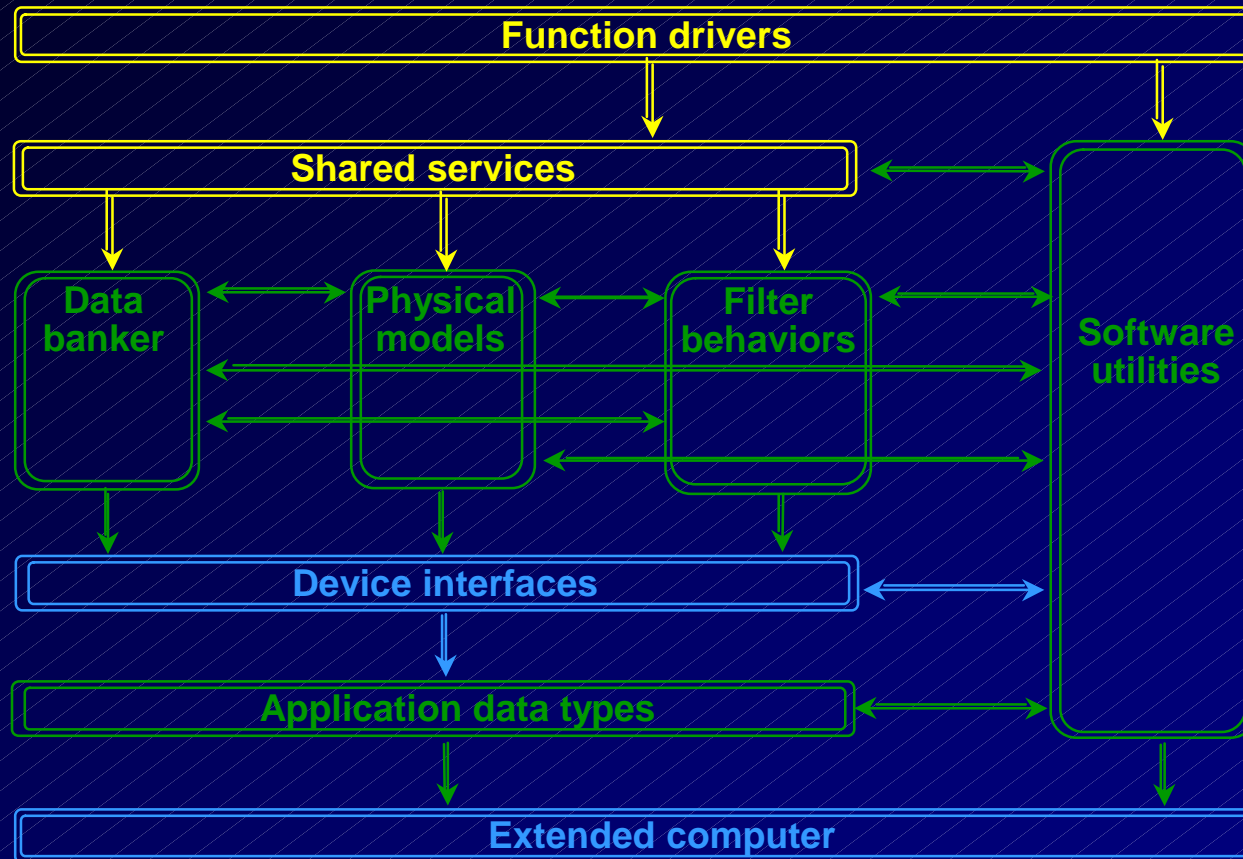 Function drivers
Shared services
Data
banker
Physical
models
Filter
behaviors
Software
utilities
Device interfaces
Application data types
Extended computer